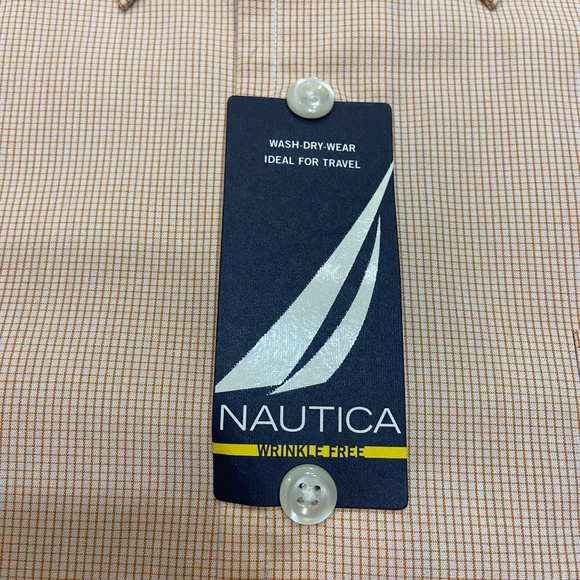 WASH-DRY-WEAR
IDEAL FOR TRAVEL
NAUTICA
WRINKLE FREE